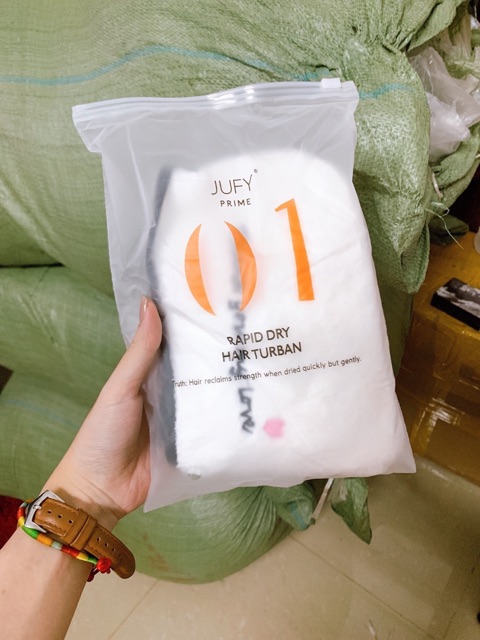 JUFY
PRIME
01
RAPID DRY
HAIR TURBAN
Truth: Hair reclaims strength when dried quickly but gently.